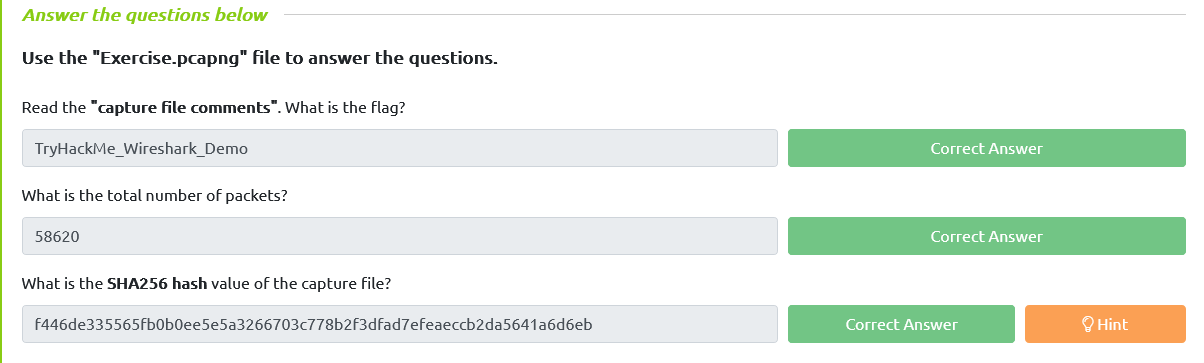 Answer the questions below
Use the "Exercise.pcapng" file to answer the questions.
Read the "capture file comments". What is the flag?
TryHackMe_Wireshark_Demo
Correct Answer
What is the total number of packets?
58620
Correct Answer
What is the SHA256 hash value of the capture file?
f446de335565fb0b0ee5e5a3266703c778b2f3dfad7efeaeccb2da5641a6d6eb
Correct Answer
Hint